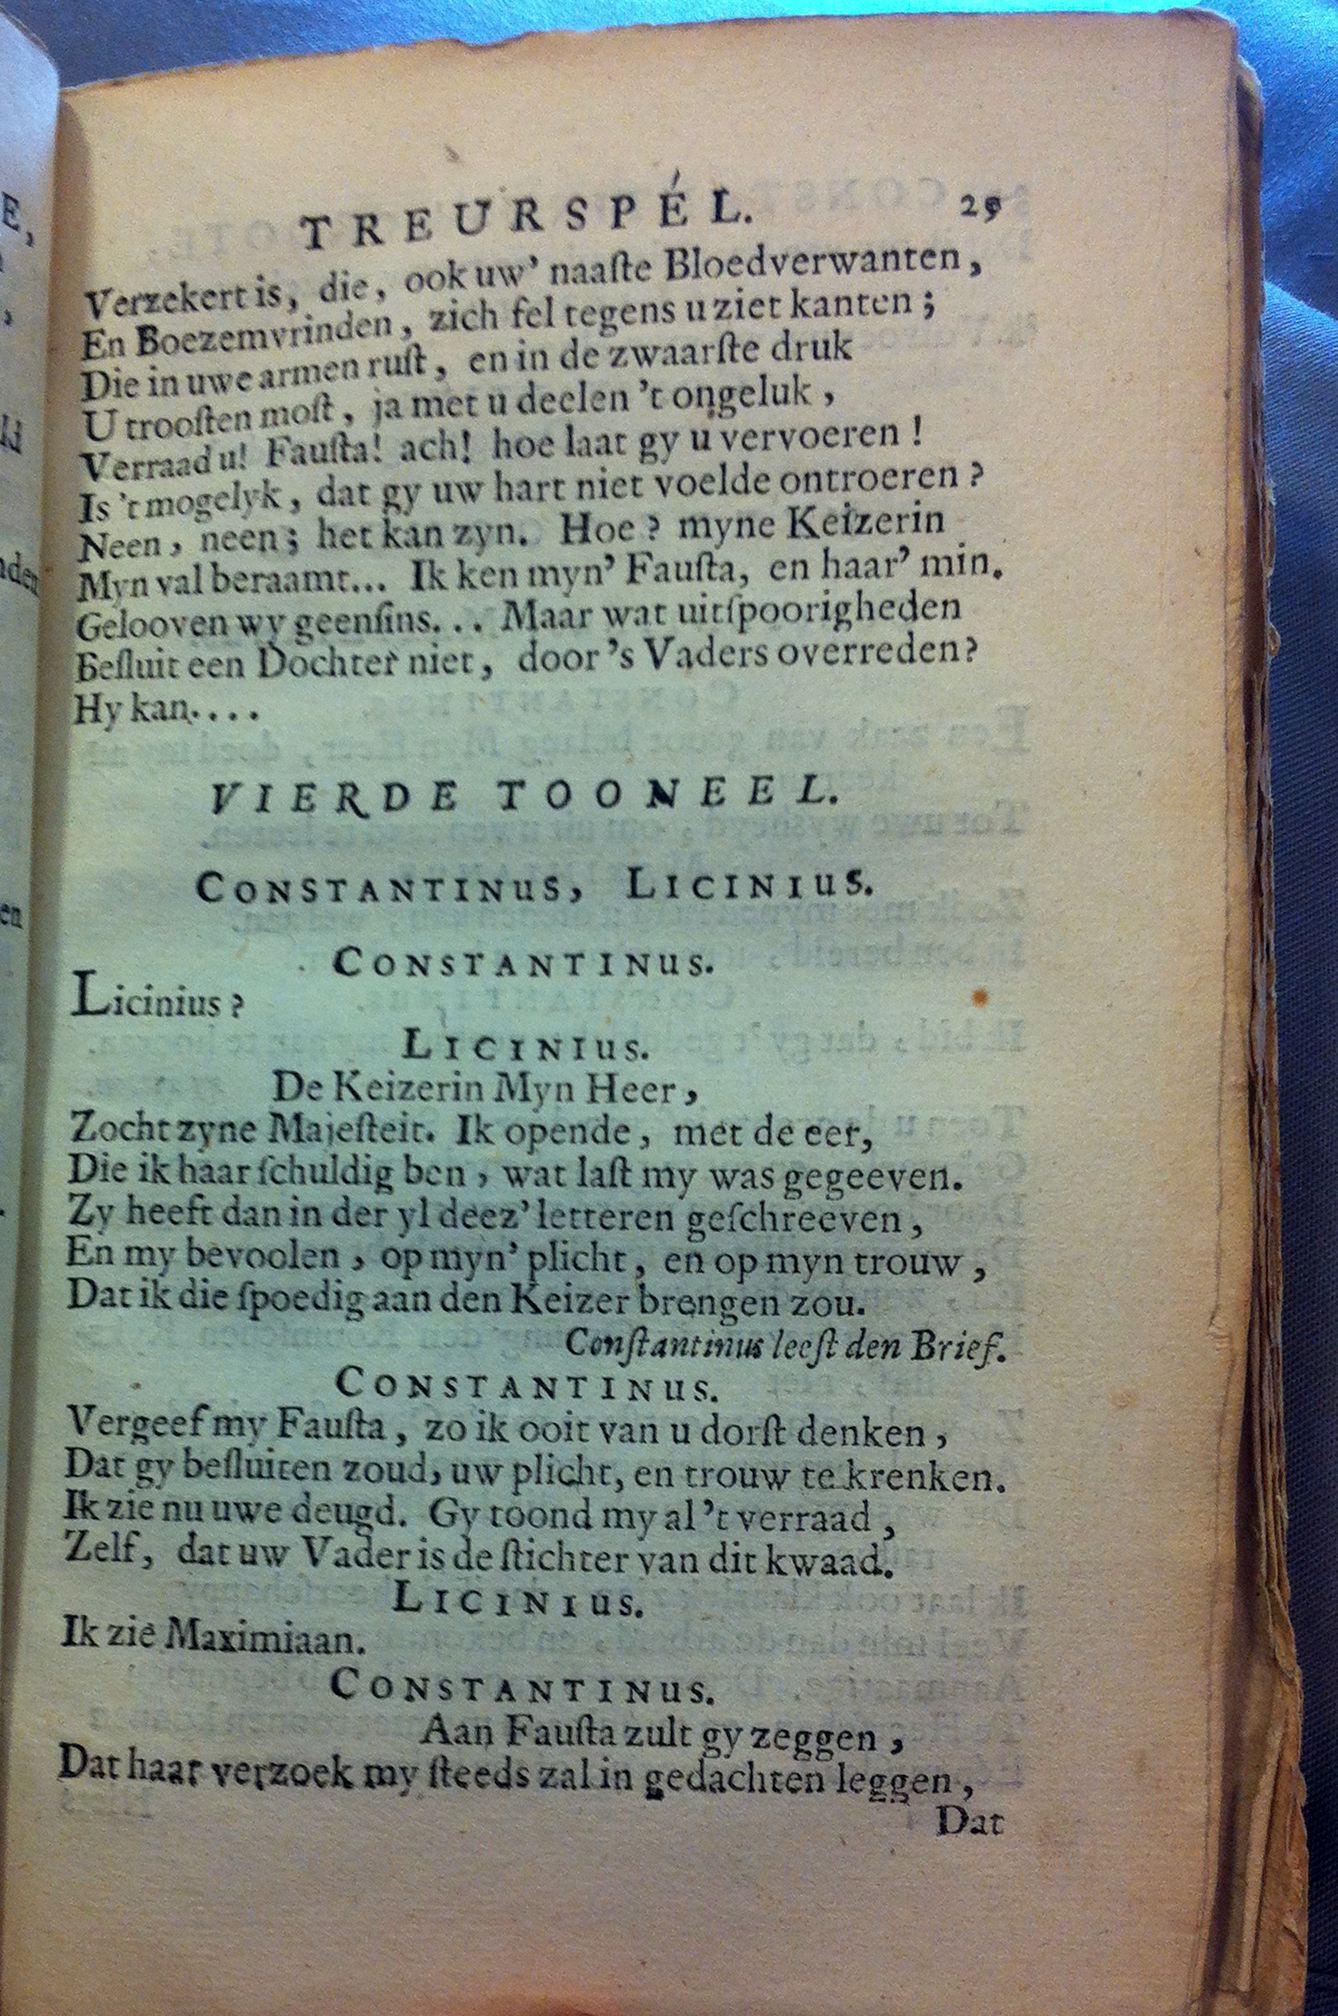 TREURSPÉL. 29
Verzekert is, die, ook uw' naaſte Bloedverwanten,
En Boezemvrinden, zich fel tegens u ziet kanten;
Die in uwe armen ruſt, en in de zwaarſte druk
U trooſten moſt, ja met u deelen 't ongeluk,
Verraad u! Fauſta! ach! hoe laat gy u vervoeren!
Is 't mogelyk, dat gy uw hart niet voelde ontroeren?
Neen, neen; het kan zyn. Hoe? myne Keizerin
Myn val beraamt... Ik ken myn' Fauſta, en haar' min.
Gelooven wy geenſins... Maar wat uitſpoorigheden
Beſluit een Dochter niet, door 's Vaders overreden?
Hy kan....
VIERDE TOONEEL.
CONSTANTINUS, LICINIUS.
CONSTANTINUS.
Licinius?
LICINIUS.
De Keizerin Myn Heer,
Zocht zyne Majeſteit. Ik opende, met de eer,
Die ik haar ſchuldig ben, wat laſt my was gegeeven.
Zy heeft dan in der yl deez' letteren geſchreeven,
En my bevoolen, op myn' plicht, en op myn trouw,
Dat ik die ſpoedig aan den Keizer brengen zou.
Conſtantinus leeſt den Brief.
CONSTANTINUS.
Vergeef my Fauſta, zo ik ooit van u dorſt denken,
Dat gy beſluiten zoud, uw plicht, en trouw te krenken.
Ik zie nu uwe deugd. Gy toond my al 't verraad,
Zelf, dat uw Vader is de ſtichter van dit kwaad.
LICINIUS.
Ik zie Maximiaan.
CONSTANTINUS.
Aan Fauſta zult gy zeggen,
Dat haar verzoek my ſteeds zal in gedachten leggen,
Dat